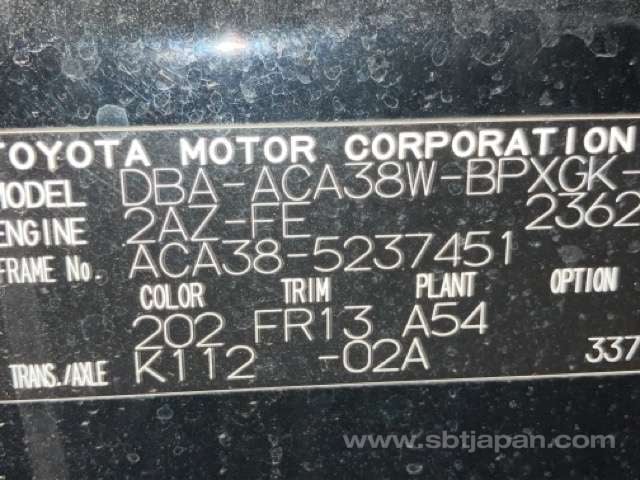 TOYOTA MOTOR CORPORATION
MODEL DBA-ACA38W-BPXGK-
ENGINE 2AZ-FE 2362
FRAME No. ACA38-5237451
COLOR TRIM PLANT OPTION
202 FR13 A54
TRANS./AXLE K112 -02A 337
www.sbtjapan.com